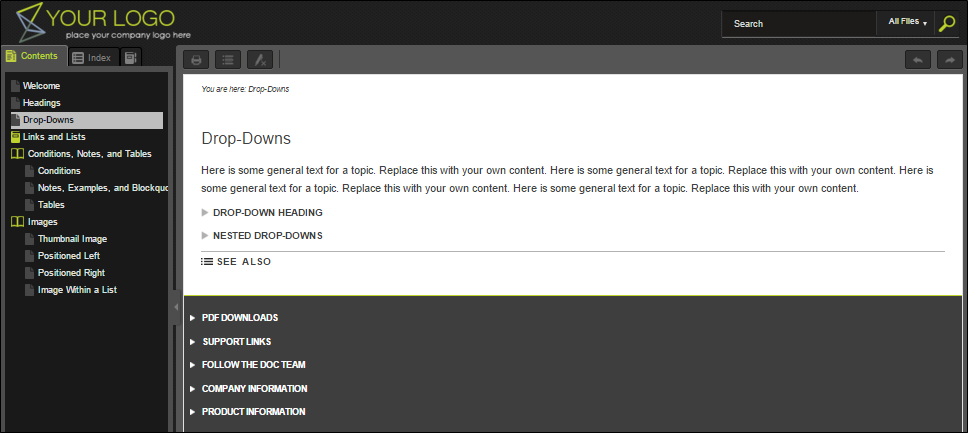 YOUR LOGO
place your company logo here
Search
All Files
Contents
Index
Welcome
Headings
Drop-Downs
Links and Lists
Conditions, Notes, and Tables
Conditions
Notes, Examples, and Blockquo
Tables
Images
Thumbnail Image
Positioned Left
Positioned Right
Image Within a List
You are here: Drop-Downs
Drop-Downs
Here is some general text for a topic. Replace this with your own content. Here is some general text for a topic. Replace this with your own content. Here is
some general text for a topic. Replace this with your own content. Here is some general text for a topic. Replace this with your own content.
DROP-DOWN HEADING
NESTED DROP-DOWNS
SEE ALSO
PDF DOWNLOADS
SUPPORT LINKS
FOLLOW THE DOC TEAM
COMPANY INFORMATION
PRODUCT INFORMATION